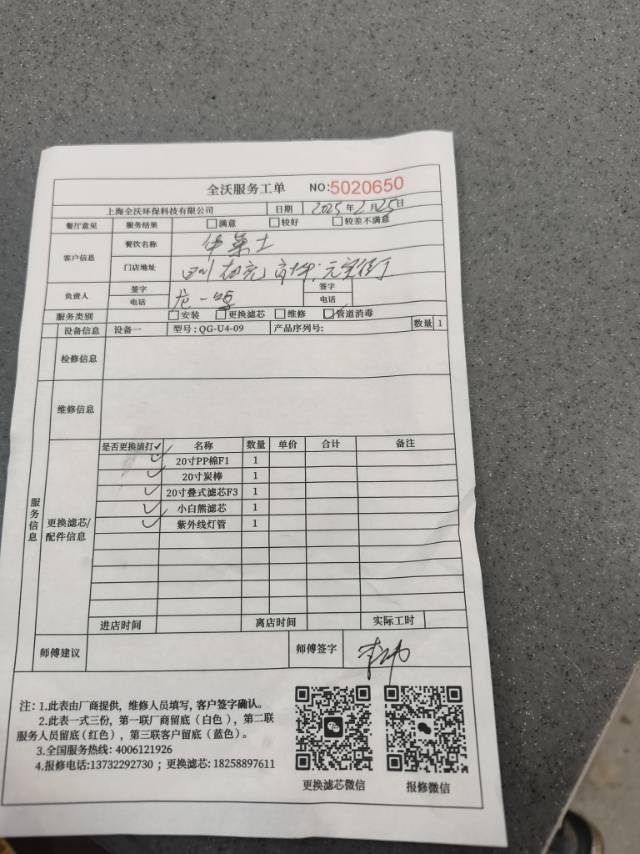 全沃服务工单 NO:5020650
上海全沃环保科技有限公司 日期 2025年2月25日
餐厅意见 服务结果 满意 较好 较差不满意
客户信息 餐饮名称 华莱士
门店地址 四川 南充
负责人 签字 龙一鸣 签字
电话 电话
服务类别 安装 更换滤芯 维修 管道消毒
设备信息 设备一 型号: QG-U4-09 产品序列号: 数量 1
检修信息
维修信息
服务信息
更换滤芯/配件信息
是否更换请打✓ 名称 数量 单价 合计 备注
✓ 20寸PP棉F1 1
✓ 20寸炭棒 1
✓ 20寸叠式滤芯F3 1
✓ 小白熊滤芯 1
✓ 紫外线灯管 1
进店时间 离店时间 实际工时
师傅建议 师傅签字
注: 1.此表由厂商提供, 维修人员填写, 客户签字确认。
2.此表一式三份, 第一联厂商留底(白色), 第二联
服务人员留底(红色), 第三联客户留底(蓝色)。
3.全国服务热线: 4006121926
4.报修电话:13732292730 ; 更换滤芯: 18258897611
更换滤芯微信 报修微信